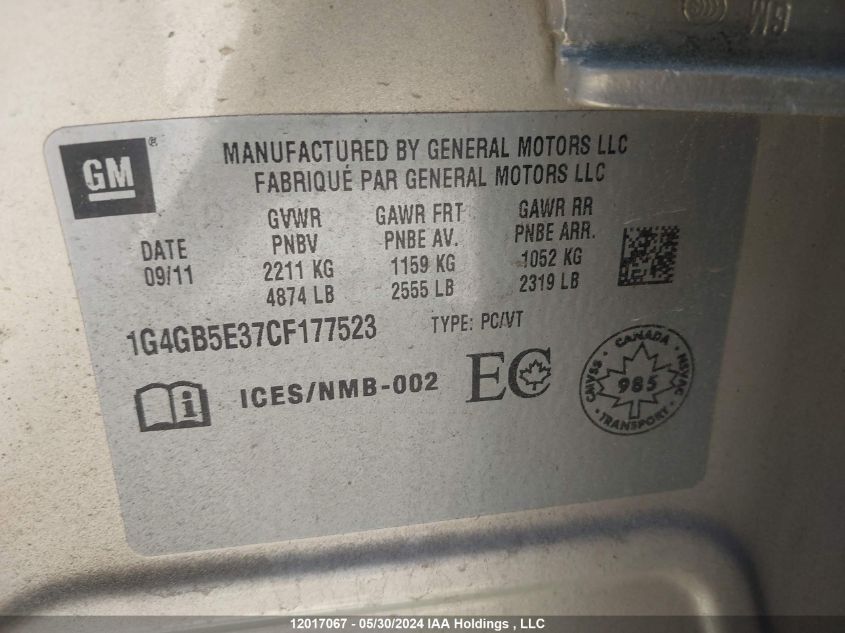 GM ®
MANUFACTURED BY GENERAL MOTORS LLC
FABRIQUÉ PAR GENERAL MOTORS LLC
DATE
09/11
GVWR
PNBV
2211 KG
4874 LB
GAWR FRT
PNBE AV.
1159 KG
2555 LB
GAWR RR
PNBE ARR.
1052 KG
2319 LB
1G4GB5E37CF177523
TYPE: PC/VT
i
ICES/NMB-002
EC
CANADA
CMVSS
985
NSVAC
TRANSPORT
12017067 - 05/30/2024 IAA Holdings , LLC